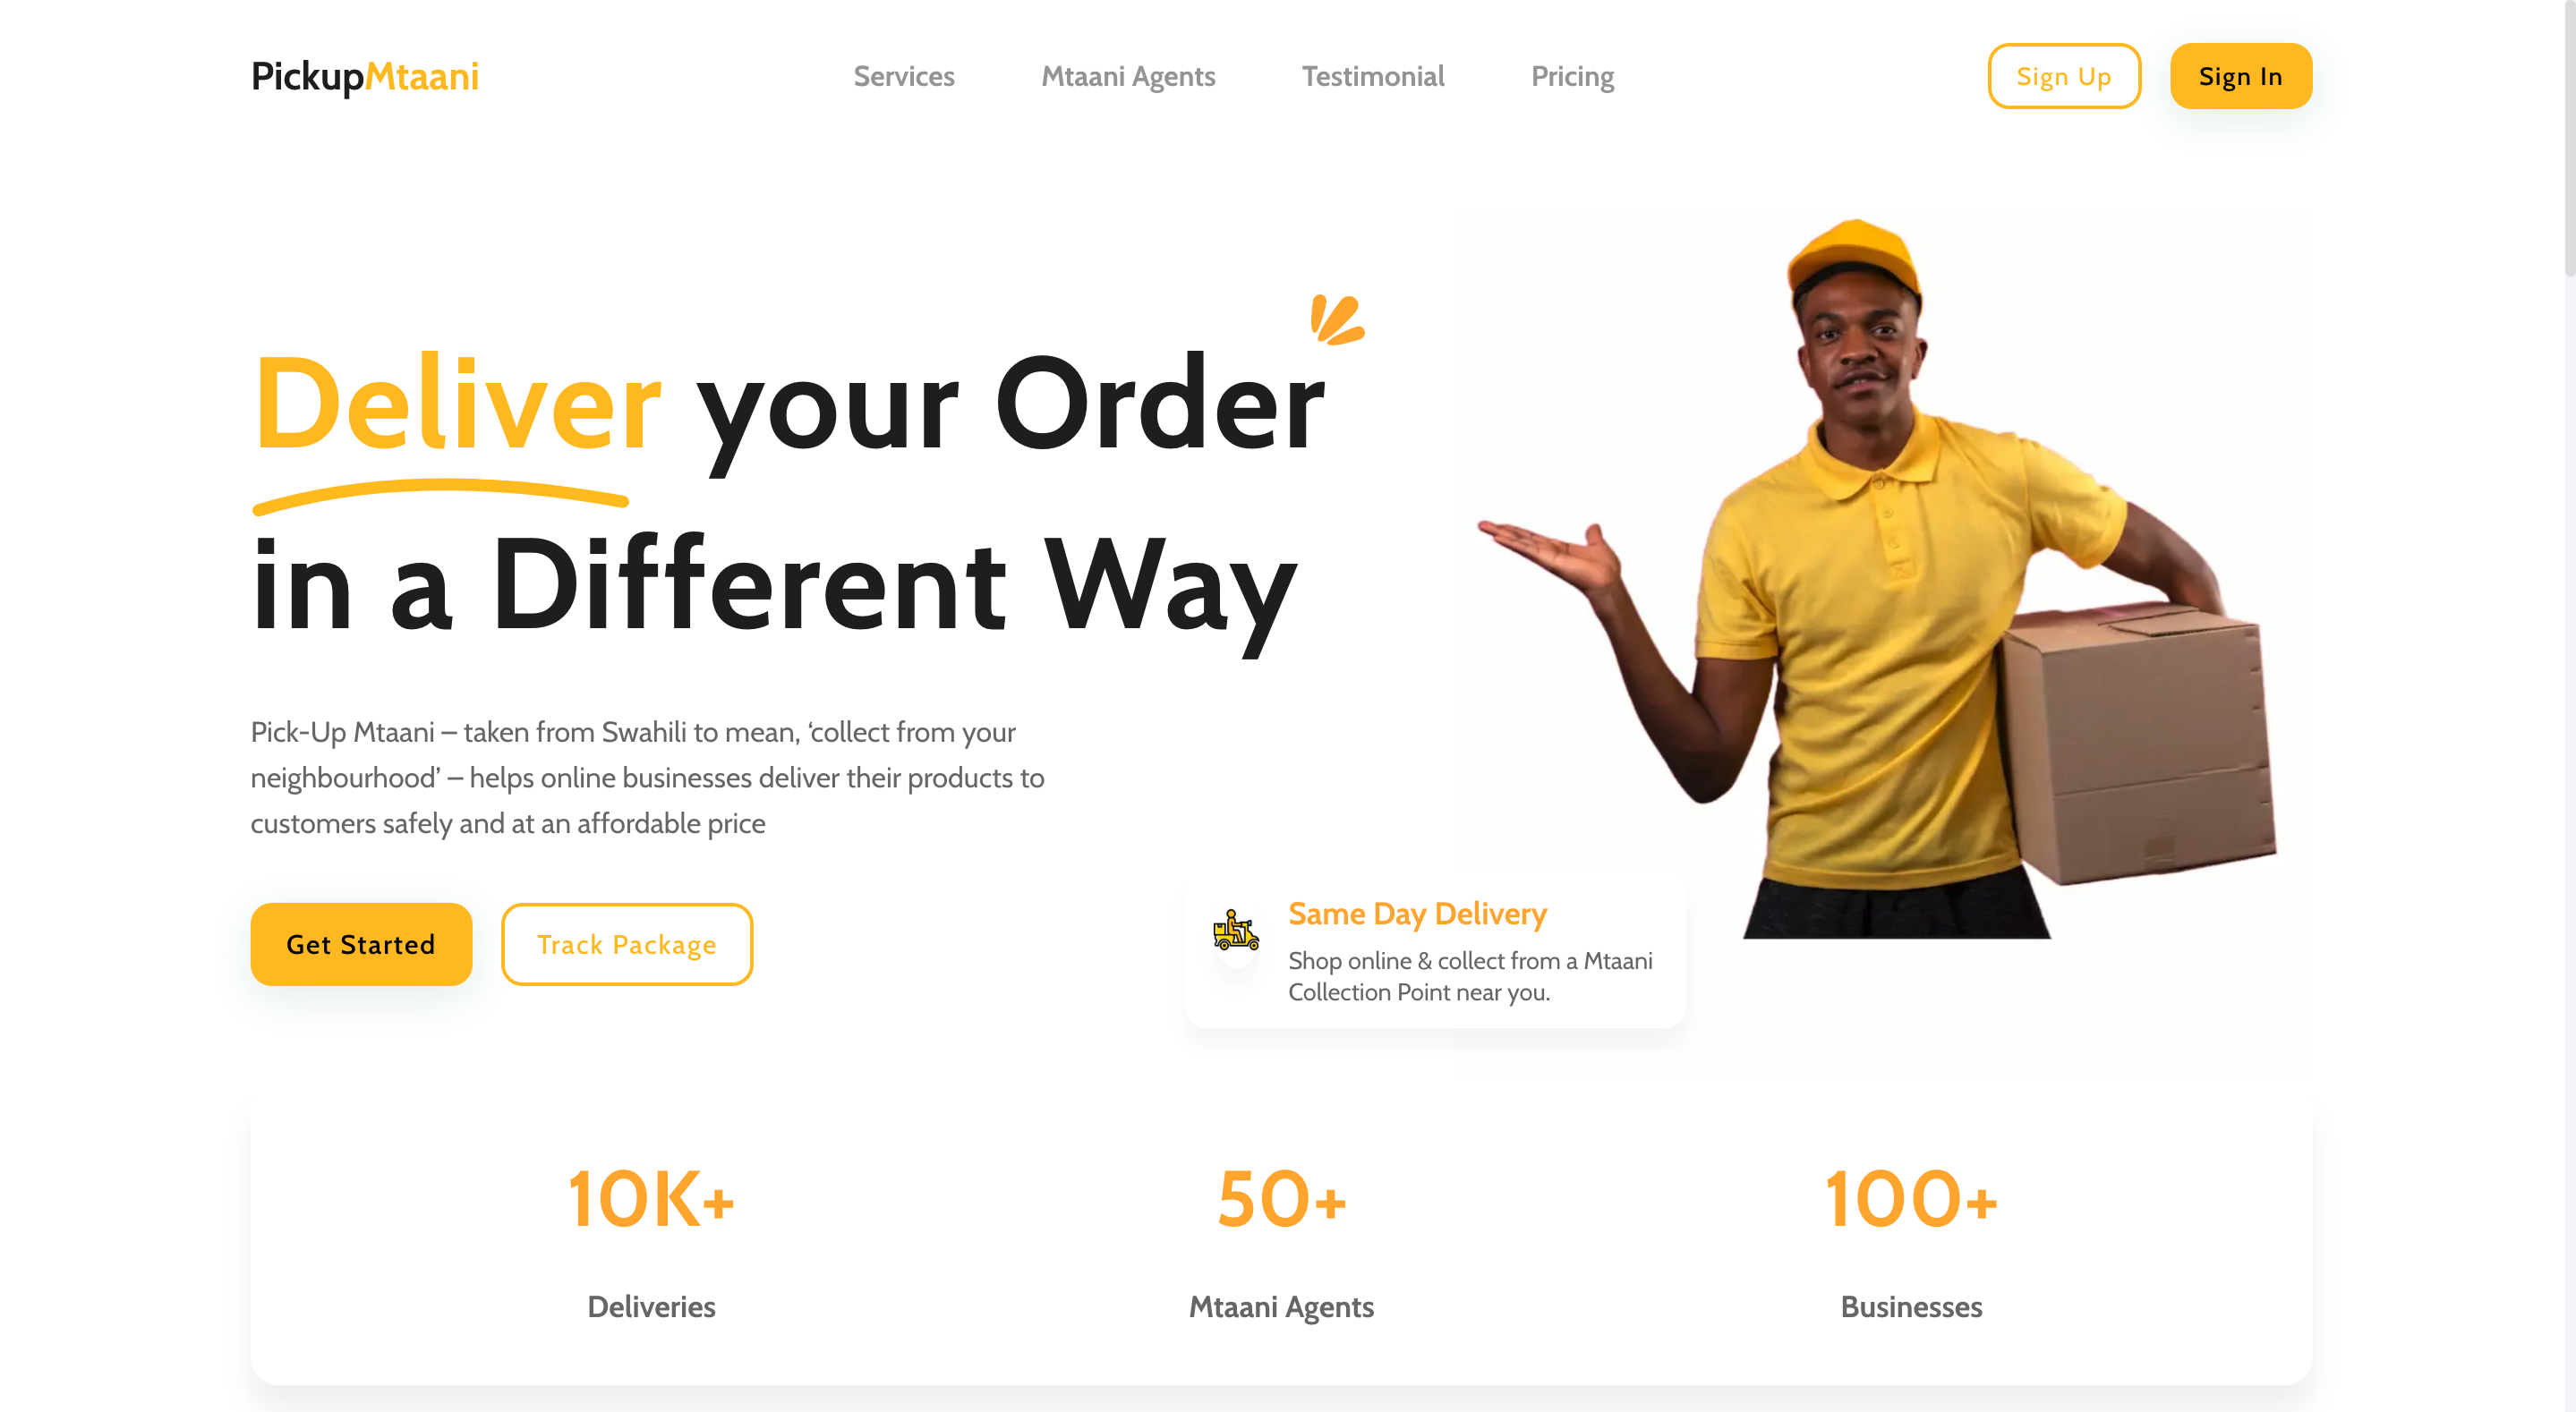 PickupMtaani
Services
Mtaani Agents
Testimonial
Pricing
Sign Up
Sign In
Deliver your Order
in a Different Way
Pick-Up Mtaani – taken from Swahili to mean, ‘collect from your
neighbourhood’ – helps online businesses deliver their products to
customers safely and at an affordable price
Get Started
Track Package
Same Day Delivery
Shop online & collect from a Mtaani
Collection Point near you.
10K+
Deliveries
50+
Mtaani Agents
100+
Businesses